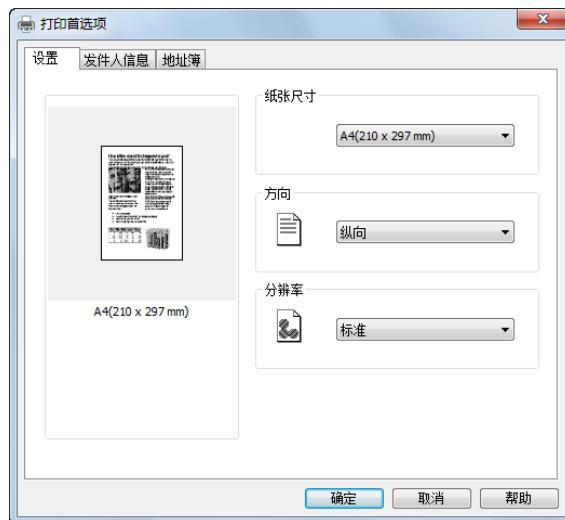 打印首选项
设置 发件人信息 地址簿
纸张尺寸
A4(210 x 297 mm)
方向
纵向
分辨率
标准
A4(210 x 297 mm)
确定 取消 帮助